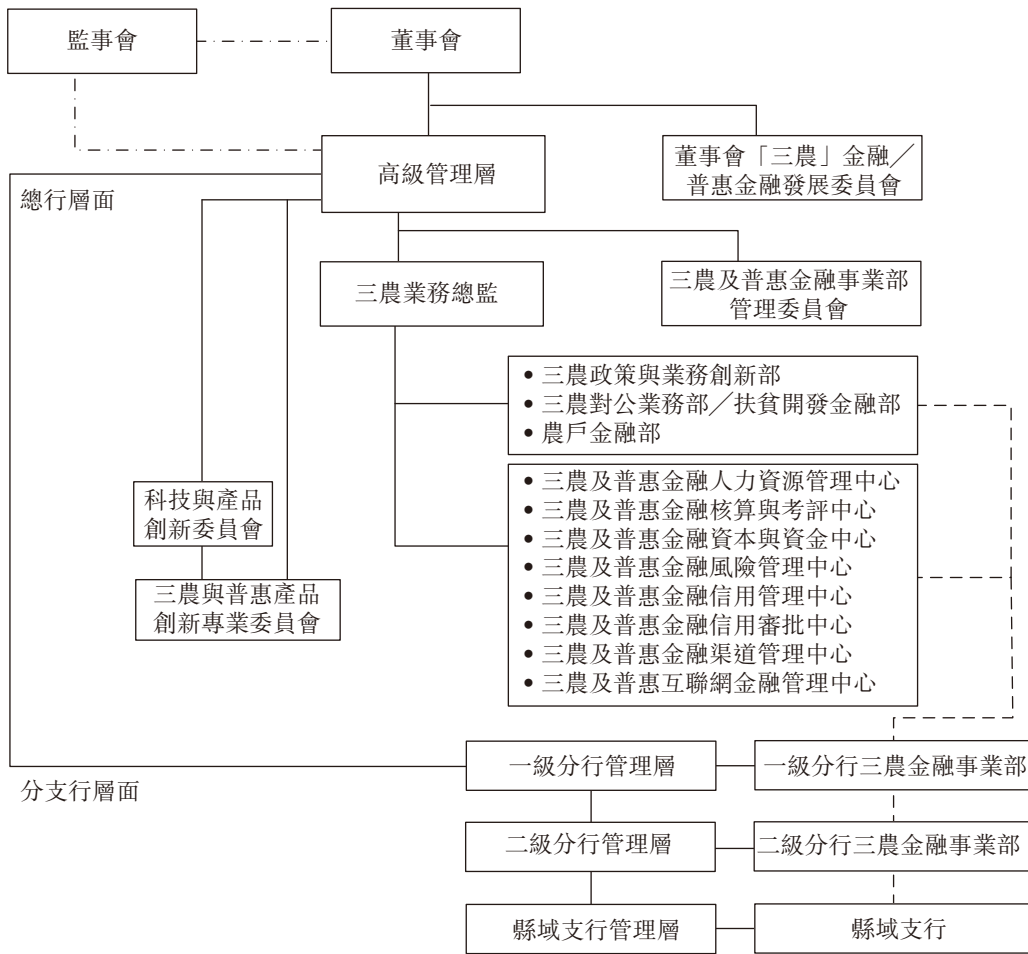 監事會
董事會
高級管理層
董事會「三農」金融／
普惠金融發展委員會
總行層面
三農業務總監
三農及普惠金融事業部
管理委員會
• 三農政策與業務創新部
• 三農對公業務部／扶貧開發金融部
• 農戶金融部
科技與產品
創新委員會
三農與普惠產品
創新專業委員會
• 三農及普惠金融人力資源管理中心
• 三農及普惠金融核算與考評中心
• 三農及普惠金融資本與資金中心
• 三農及普惠金融風險管理中心
• 三農及普惠金融信用管理中心
• 三農及普惠金融信用審批中心
• 三農及普惠金融渠道管理中心
• 三農及普惠互聯網金融管理中心
分支行層面
一級分行管理層
一級分行三農金融事業部
二級分行管理層
二級分行三農金融事業部
縣域支行管理層
縣域支行